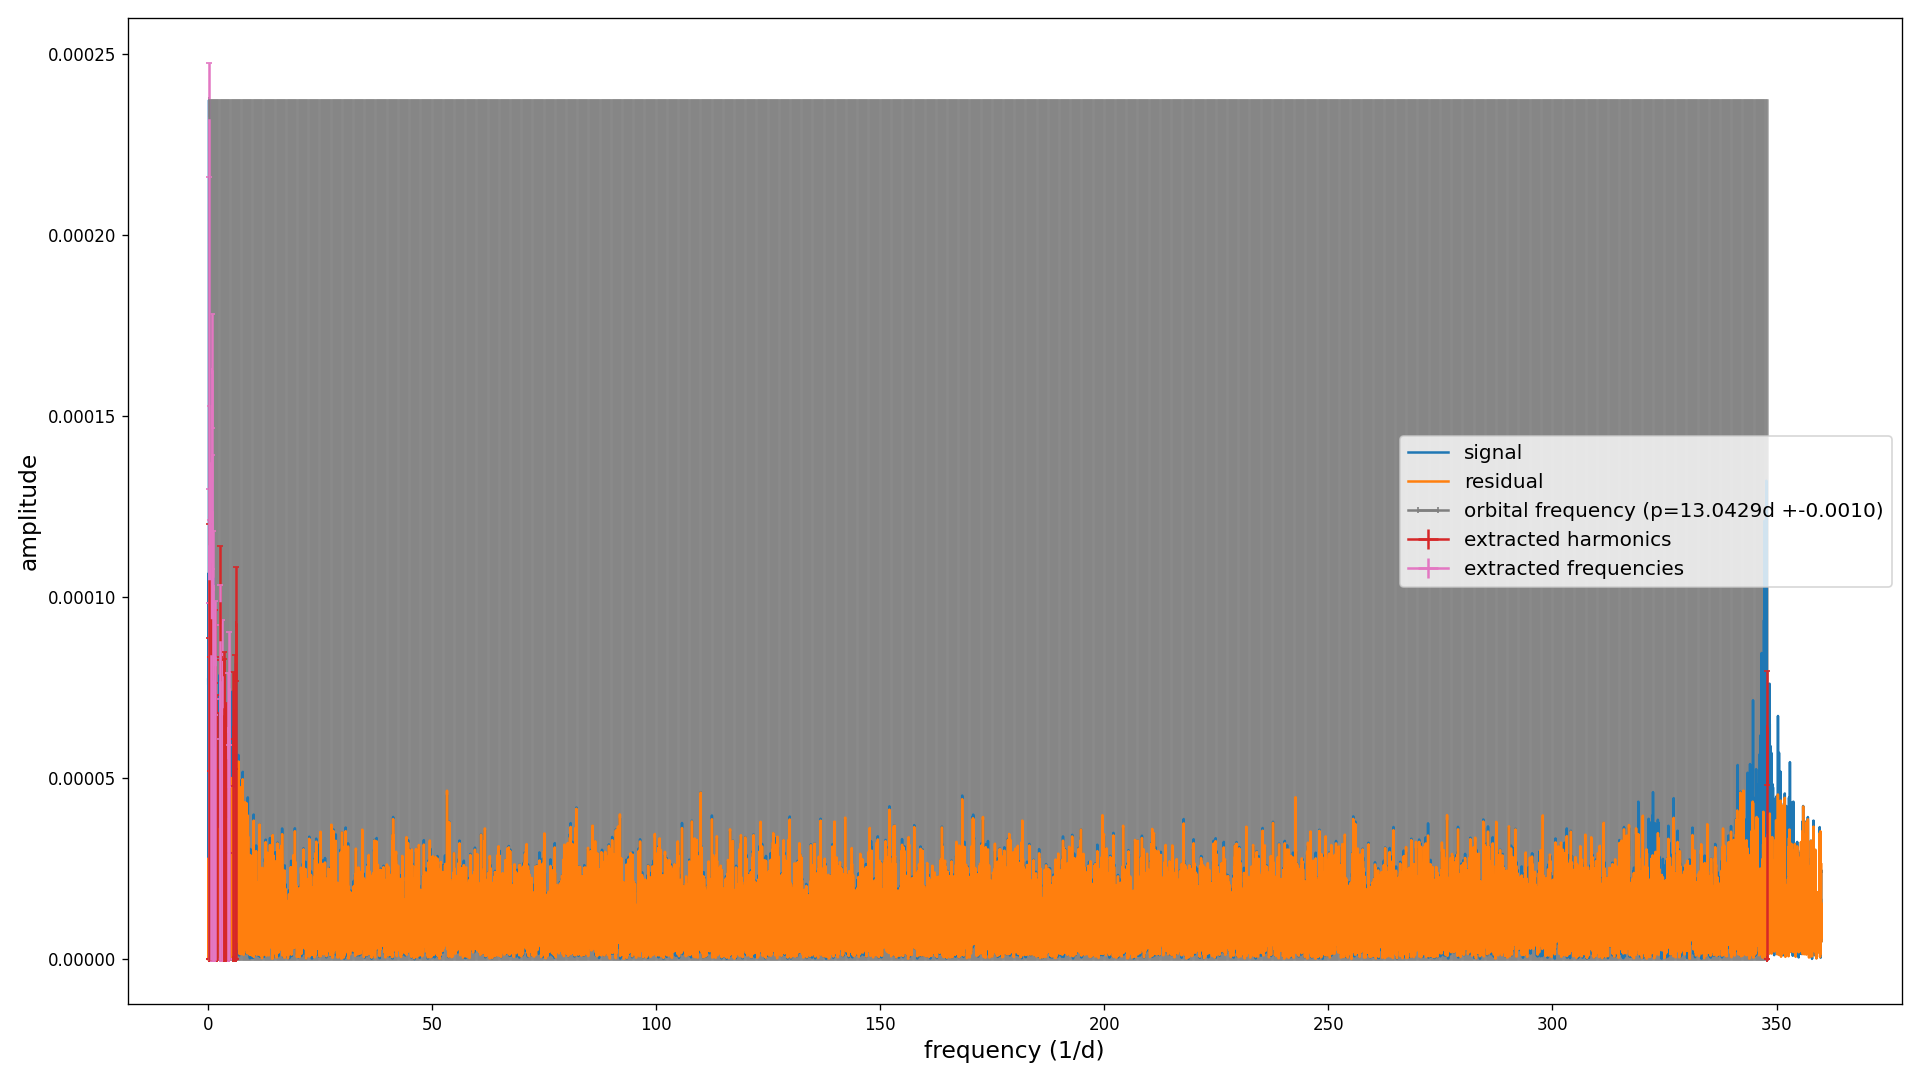 0.00025
0.00020
0.00015
0.00010
0.00005
0.00000
amplitude
signal
residual
orbital frequency (p=13.0429d +-0.0010)
extracted harmonics
extracted frequencies
0 50 100 150 200 250 300 350
frequency (1/d)